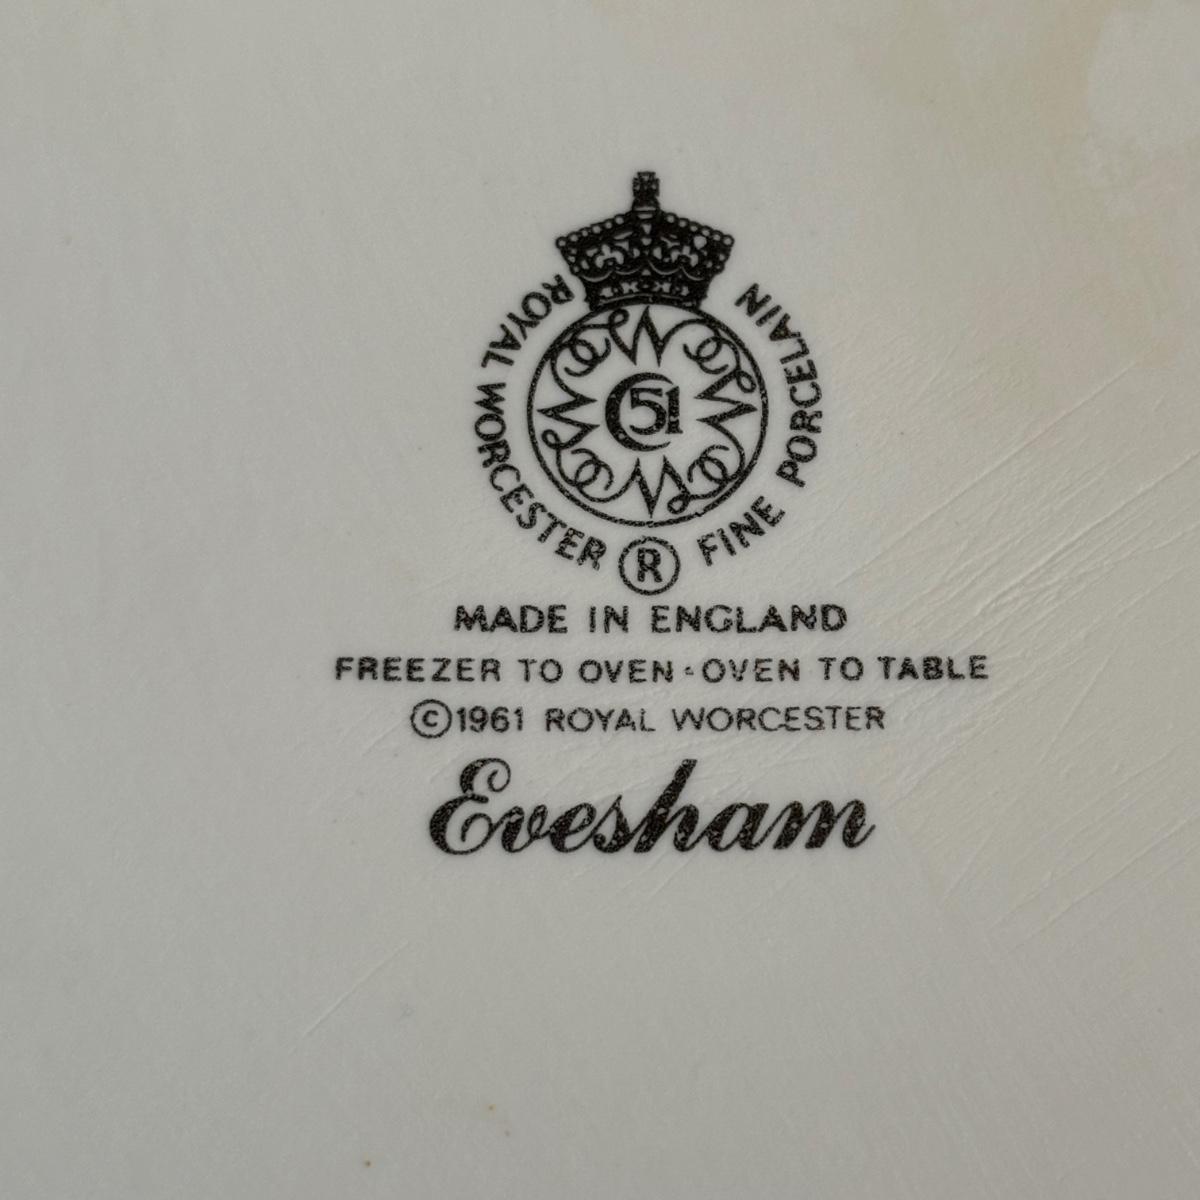 ROYAL WORCESTER ® FINE PORCELAIN
C51
MADE IN ENGLAND
FREEZER TO OVEN · OVEN TO TABLE
©1961 ROYAL WORCESTER
Evesham